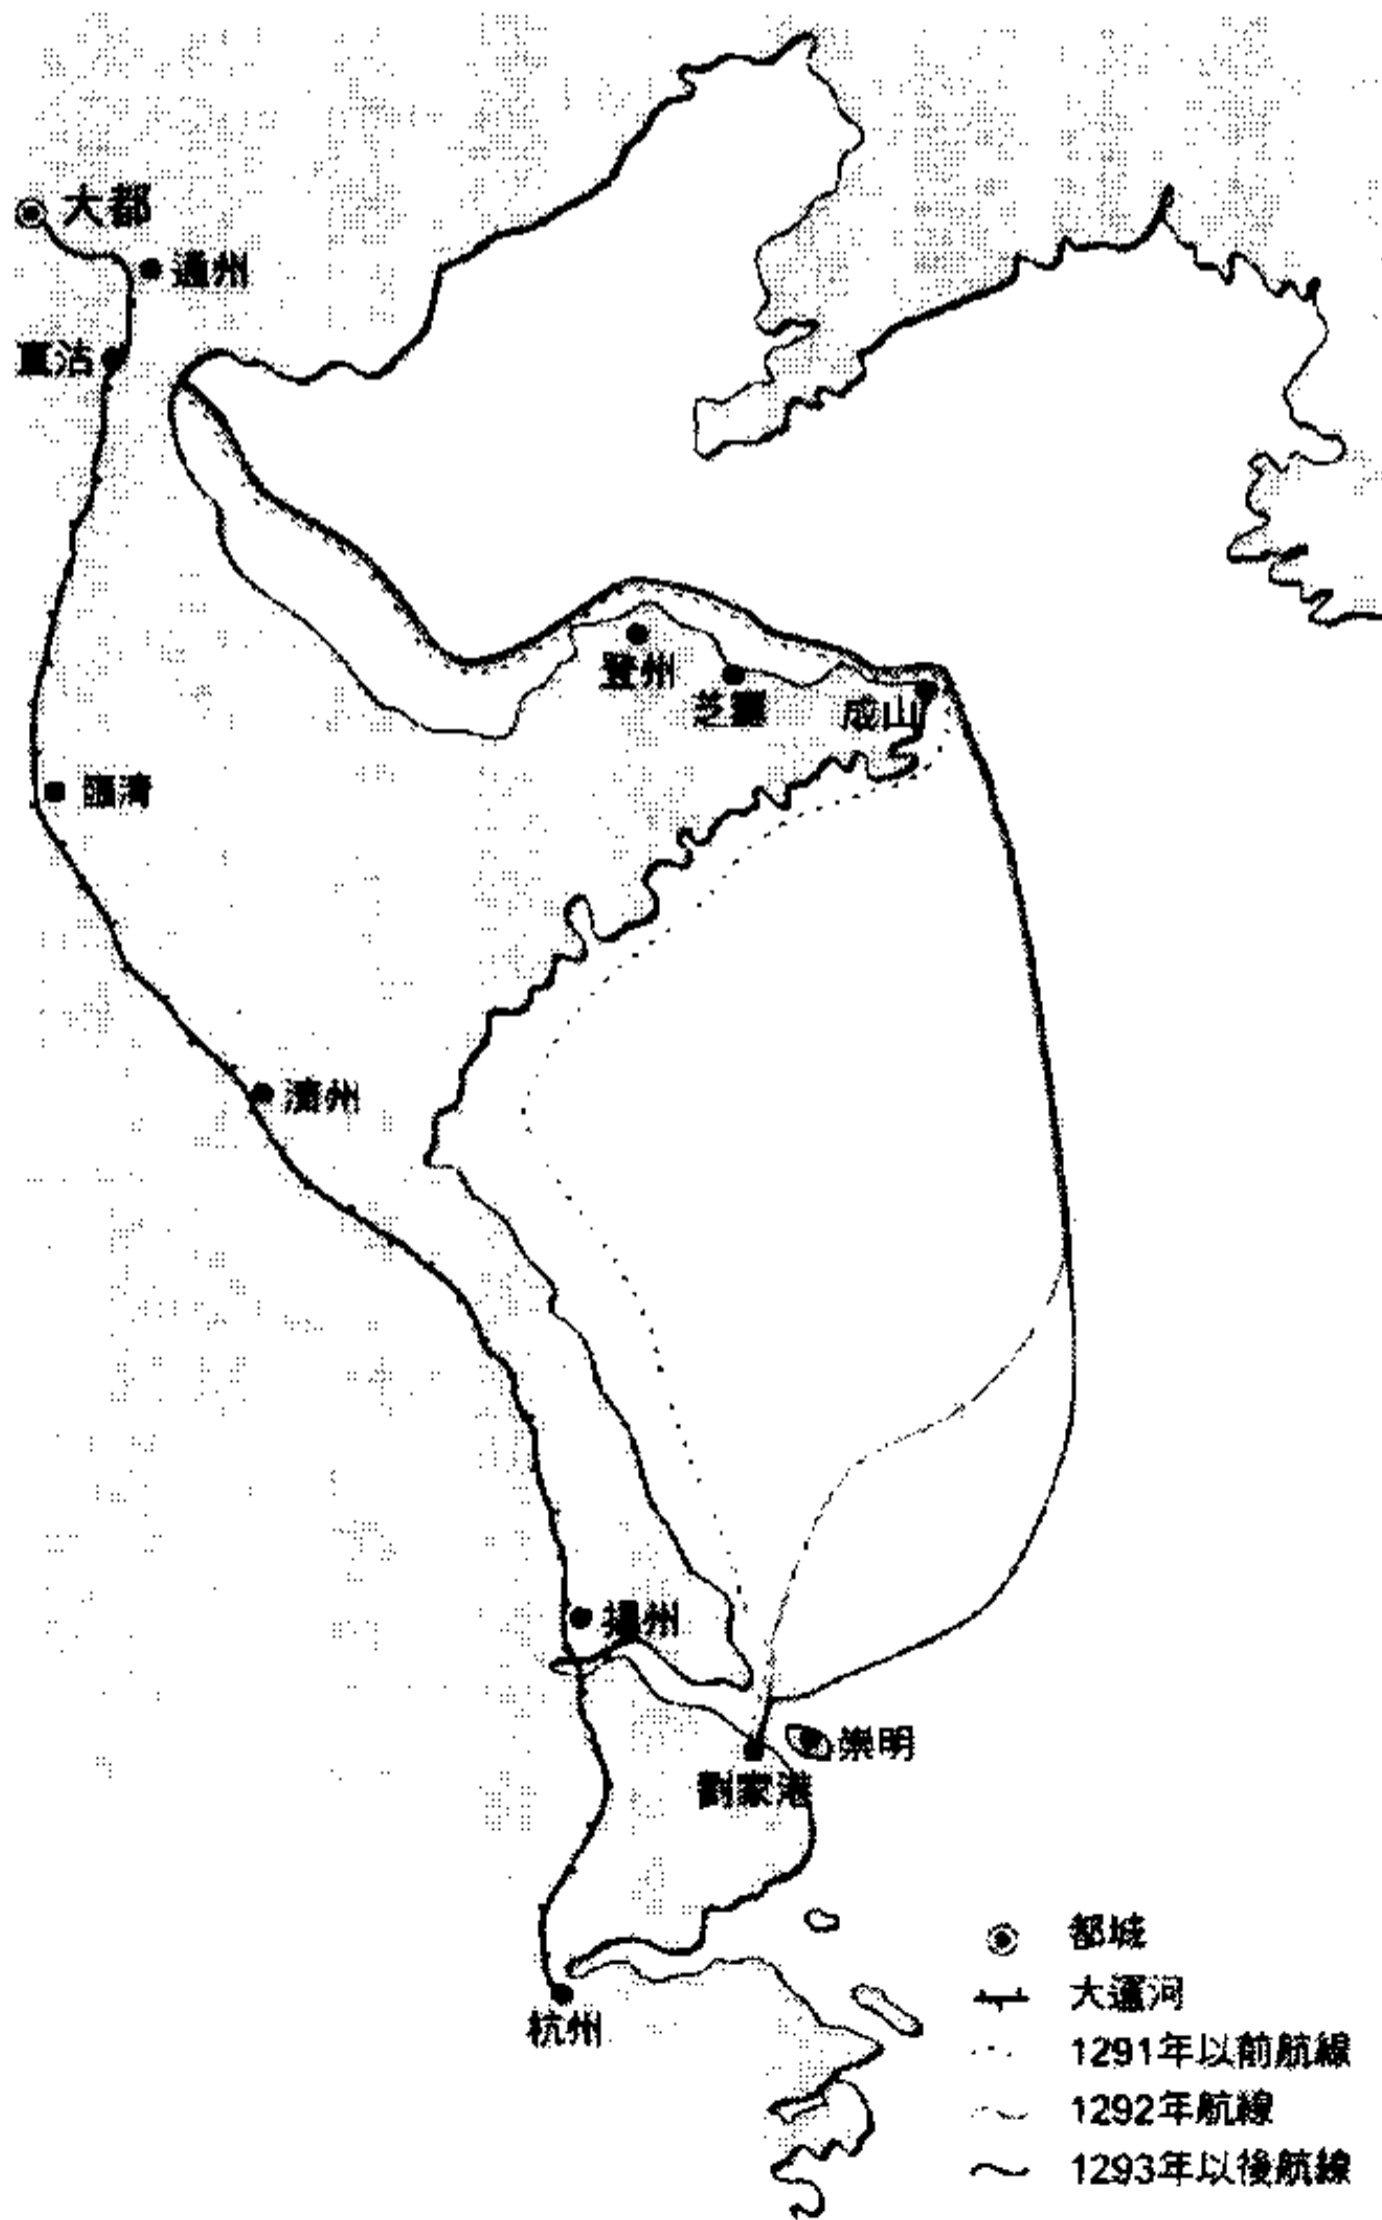 大都
通州
直沽
登州
芝罘
成山
臨清
濟州
揚州
崇明
劉家港
杭州
都城
大運河
1291年以前航線
1292年航線
1293年以後航線